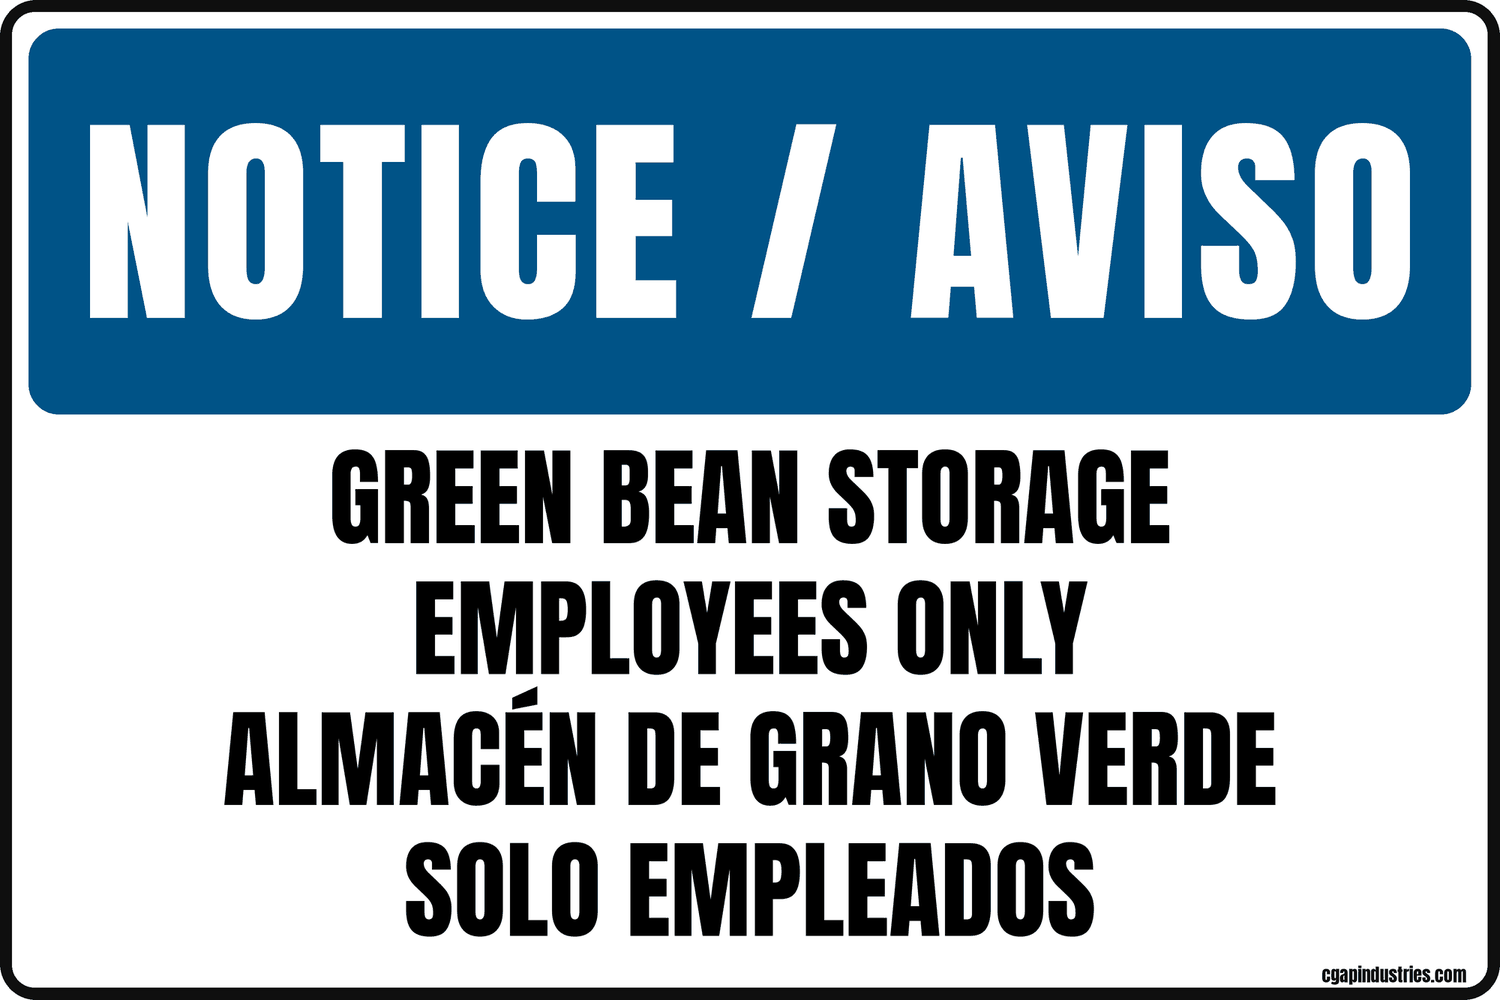 NOTICE / AVISO
GREEN BEAN STORAGE
EMPLOYEES ONLY
ALMACÉN DE GRANO VERDE
SOLO EMPLEADOS
cgapindustries.com